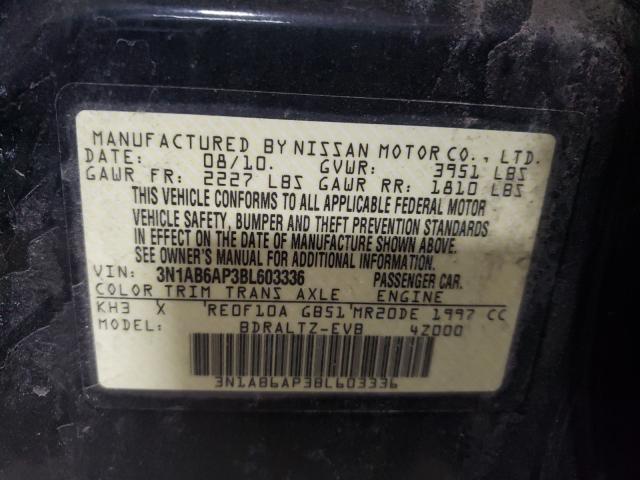 MANUFACTURED BY NISSAN MOTOR CO., LTD.
DATE: 08/10. GVWR: 3951 LBS
GAWR FR: 2227 LBS GAWR RR: 1810 LBS
THIS VEHICLE CONFORMS TO ALL APPLICABLE FEDERAL MOTOR
VEHICLE SAFETY, BUMPER AND THEFT PREVENTION STANDARDS
IN EFFECT ON THE DATE OF MANUFACTURE SHOWN ABOVE.
SEE OWNER'S MANUAL FOR ADDITIONAL INFORMATION.
VIN: 3N1AB6AP3BL603336 PASSENGER CAR.
COLOR TRIM TRANS AXLE ENGINE
KH3 X 'RE0F10A GB51'MR20DE 1997 CC
MODEL: BDRALTZ-EVB 4Z000
3N1AB6AP3BL603336